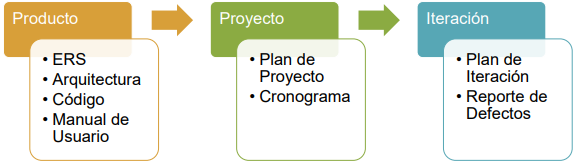 Producto
• ERS
• Arquitectura
• Código
• Manual de
Usuario
Proyecto
• Plan de
Proyecto
• Cronograma
Iteración
• Plan de
Iteración
• Reporte de
Defectos